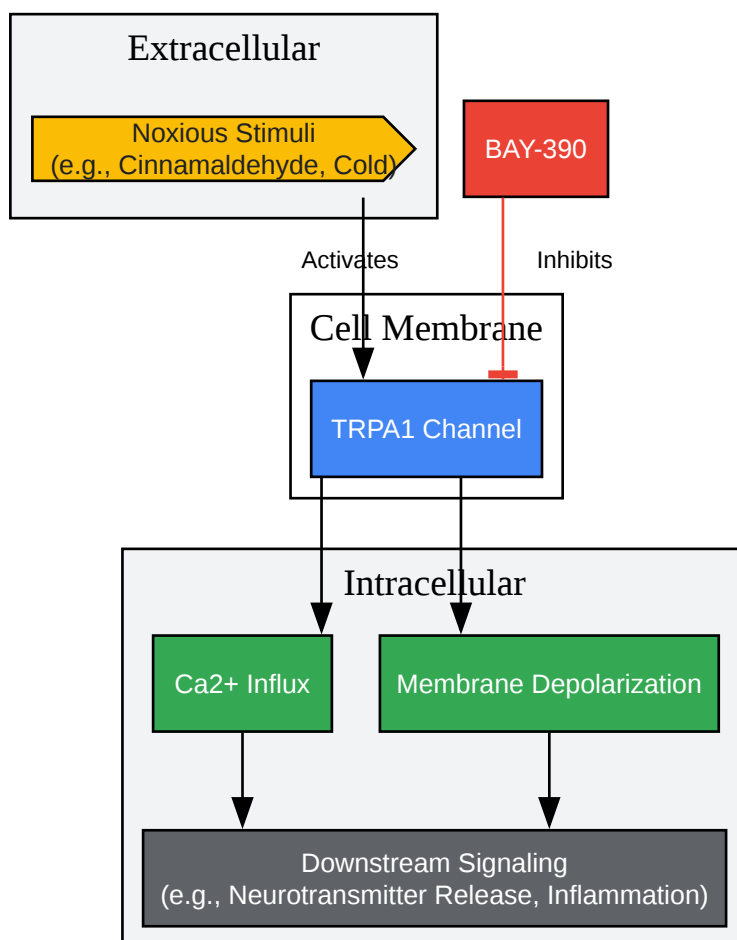 Extracellular
Noxious Stimuli
(e.g., Cinnamaldehyde, Cold)
BAY-390
Activates
Inhibits
Cell Membrane
TRPA1 Channel
Intracellular
Ca2+ Influx
Membrane Depolarization
Downstream Signaling
(e.g., Neurotransmitter Release, Inflammation)